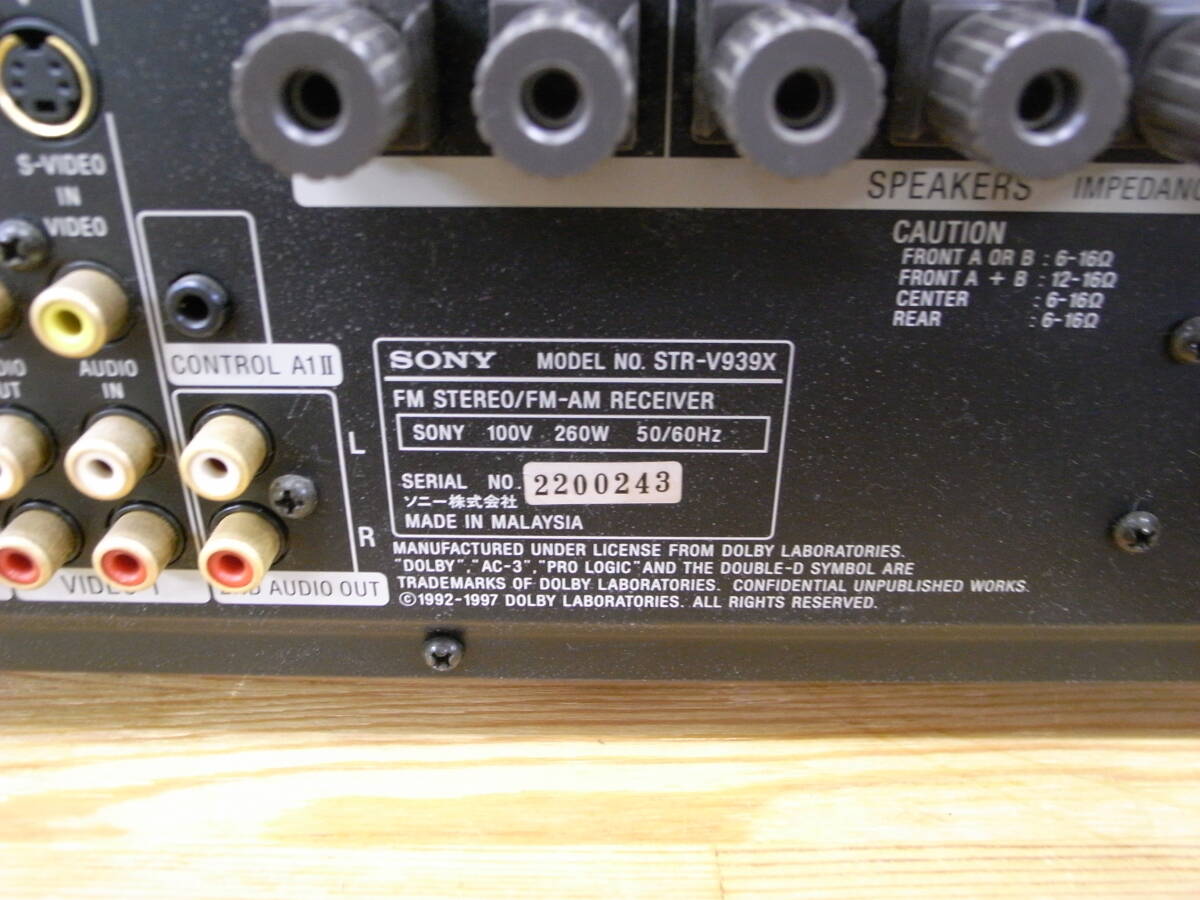 S-VIDEO
IN
VIDEO
AUDIO
IN
CONTROL A1Ⅱ
L
R
VIDEO 1
AUDIO OUT
SPEAKERS
CAUTION
FRONT A OR B : 6-16Ω
FRONT A + B : 12-16Ω
CENTER : 6-16Ω
REAR : 6-16Ω
SONY MODEL NO. STR-V939X
FM STEREO/FM-AM RECEIVER
SONY 100V 260W 50/60Hz
SERIAL NO. 2200243
ソニー株式会社
MADE IN MALAYSIA
MANUFACTURED UNDER LICENSE FROM DOLBY LABORATORIES.
"DOLBY","AC-3","PRO LOGIC"AND THE DOUBLE-D SYMBOL ARE
TRADEMARKS OF DOLBY LABORATORIES. CONFIDENTIAL UNPUBLISHED WORKS.
©1992-1997 DOLBY LABORATORIES. ALL RIGHTS RESERVED.